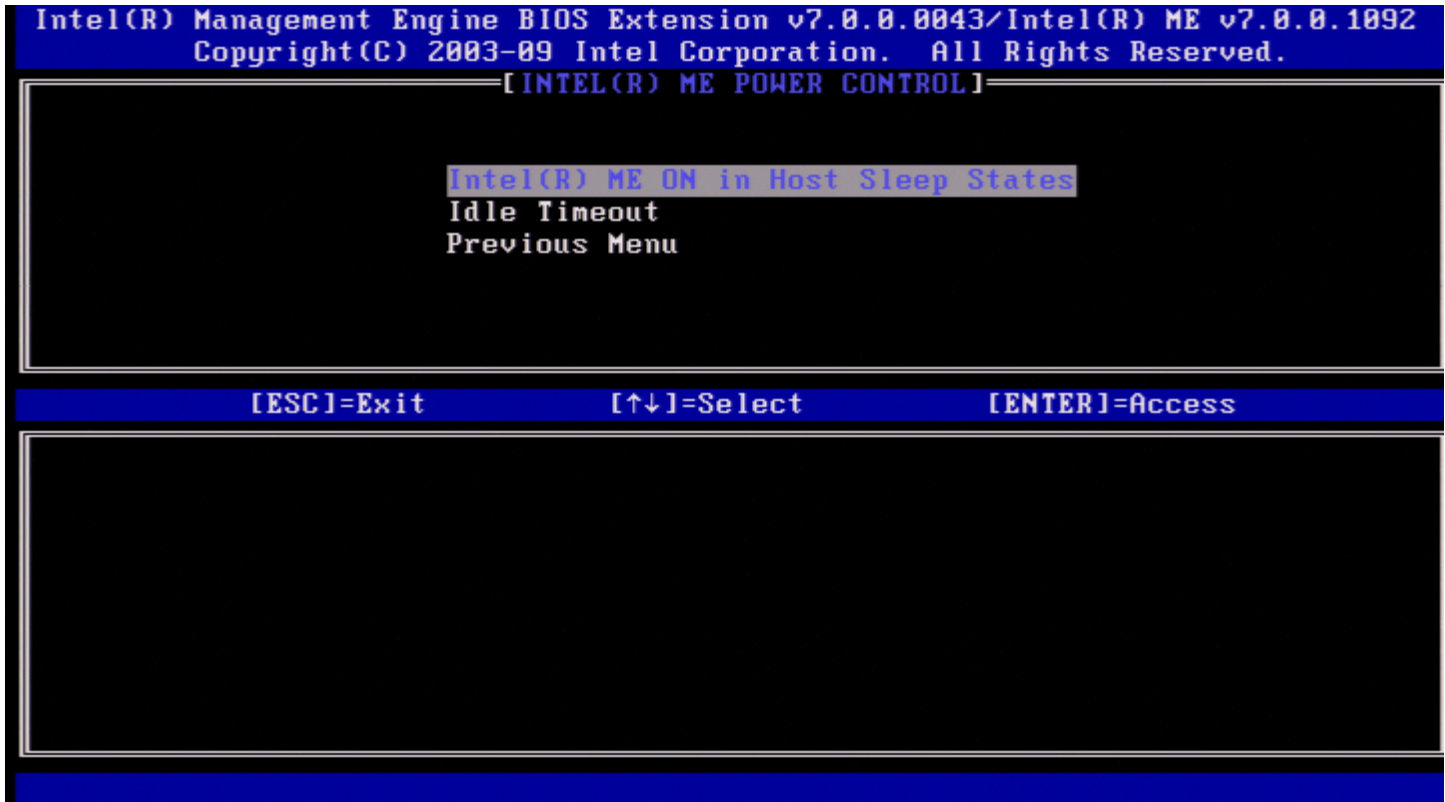 Intel(R) Management Engine BIOS Extension v7.0.0.0043/Intel(R) ME v7.0.0.1092
Copyright(C) 2003-09 Intel Corporation. All Rights Reserved.
[INTEL(R) ME POWER CONTROL]
Intel(R) ME ON in Host Sleep States
Idle Timeout
Previous Menu
[ESC]=Exit [↑↓]=Select [ENTER]=Access